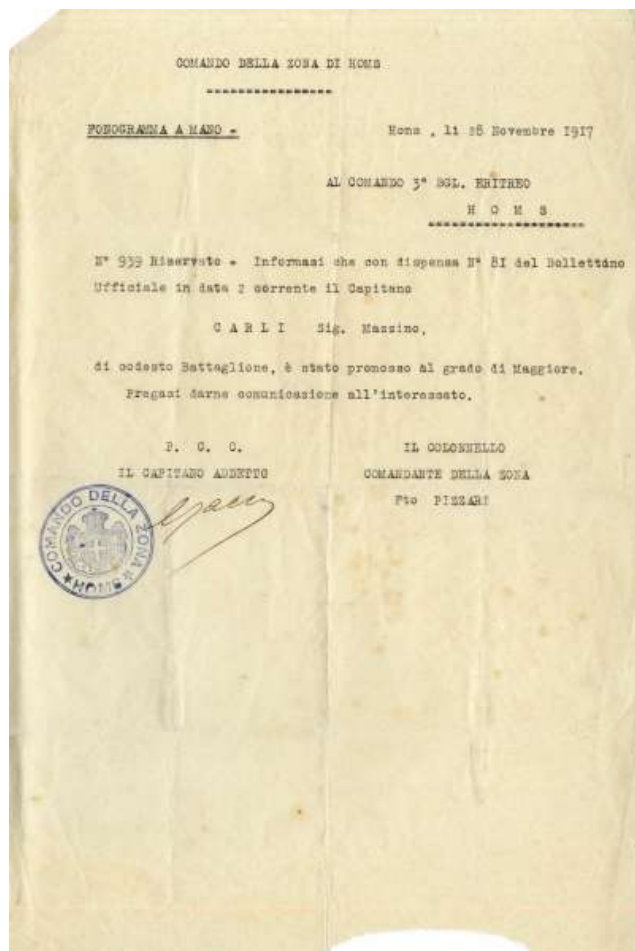 COMANDO DELLA ZONA DI HOMS
FONOGRAMMA A MANO =
Homs , li 28 Novembre 1917
AL COMANDO 3° BGL. ERITREO
H O M S
N° 939 Riservato = Informasi che con dispensa N° 8I del Bollettino
Ufficiale in data 2 corrente il Capitano
C A R L I Sig. Massimo,
di codesto Battaglione, è stato promosso al grado di Maggiore.
Pregasi darne comunicazione all'interessato.
P. C. C.
IL CAPITANO ADDETTO
IL COLONNELLO
COMANDANTE DELLA ZONA
Fto PIZZARI
COMANDO DELLA ZONA
HOMS